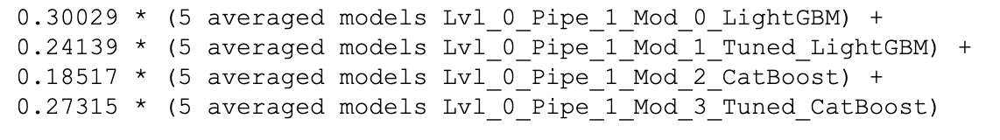 0.30029 * (5 averaged models Lvl_0_Pipe_1_Mod_0_LightGBM) +
0.24139 * (5 averaged models Lvl_0_Pipe_1_Mod_1_Tuned_LightGBM) +
0.18517 * (5 averaged models Lvl_0_Pipe_1_Mod_2_CatBoost) +
0.27315 * (5 averaged models Lvl_0_Pipe_1_Mod_3_Tuned_CatBoost)